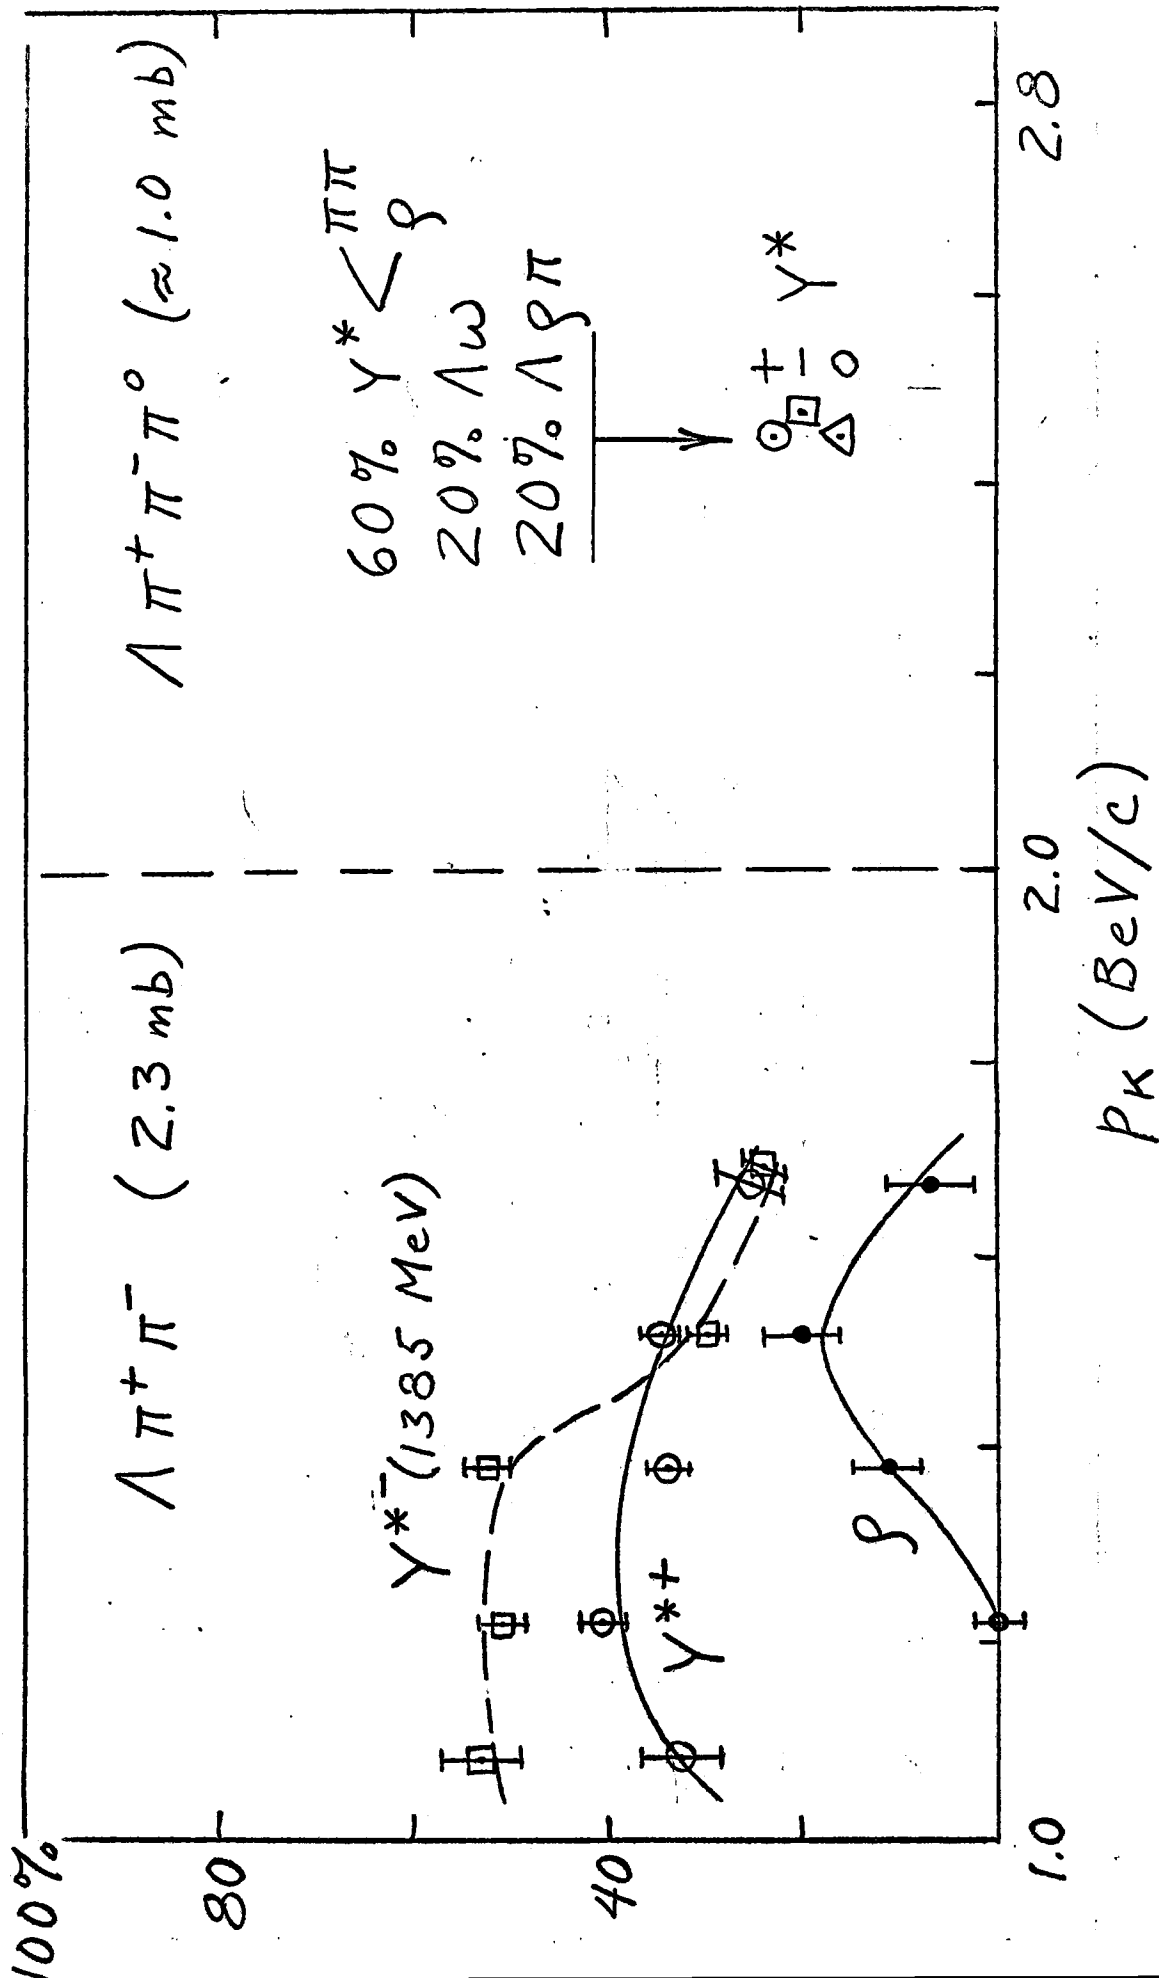 100%
80
40
Λπ⁺π⁻ (2.3 mb)
Λπ⁺π⁻π⁰ (≈1.0 mb)
Y*⁻(1385 MeV)
Y*⁺
ρ
60% Y* < ππ
ρ
20% Λω
20% Λρπ
+
− Y*
0
1.0
2.0
2.8
PK (BeV/c)